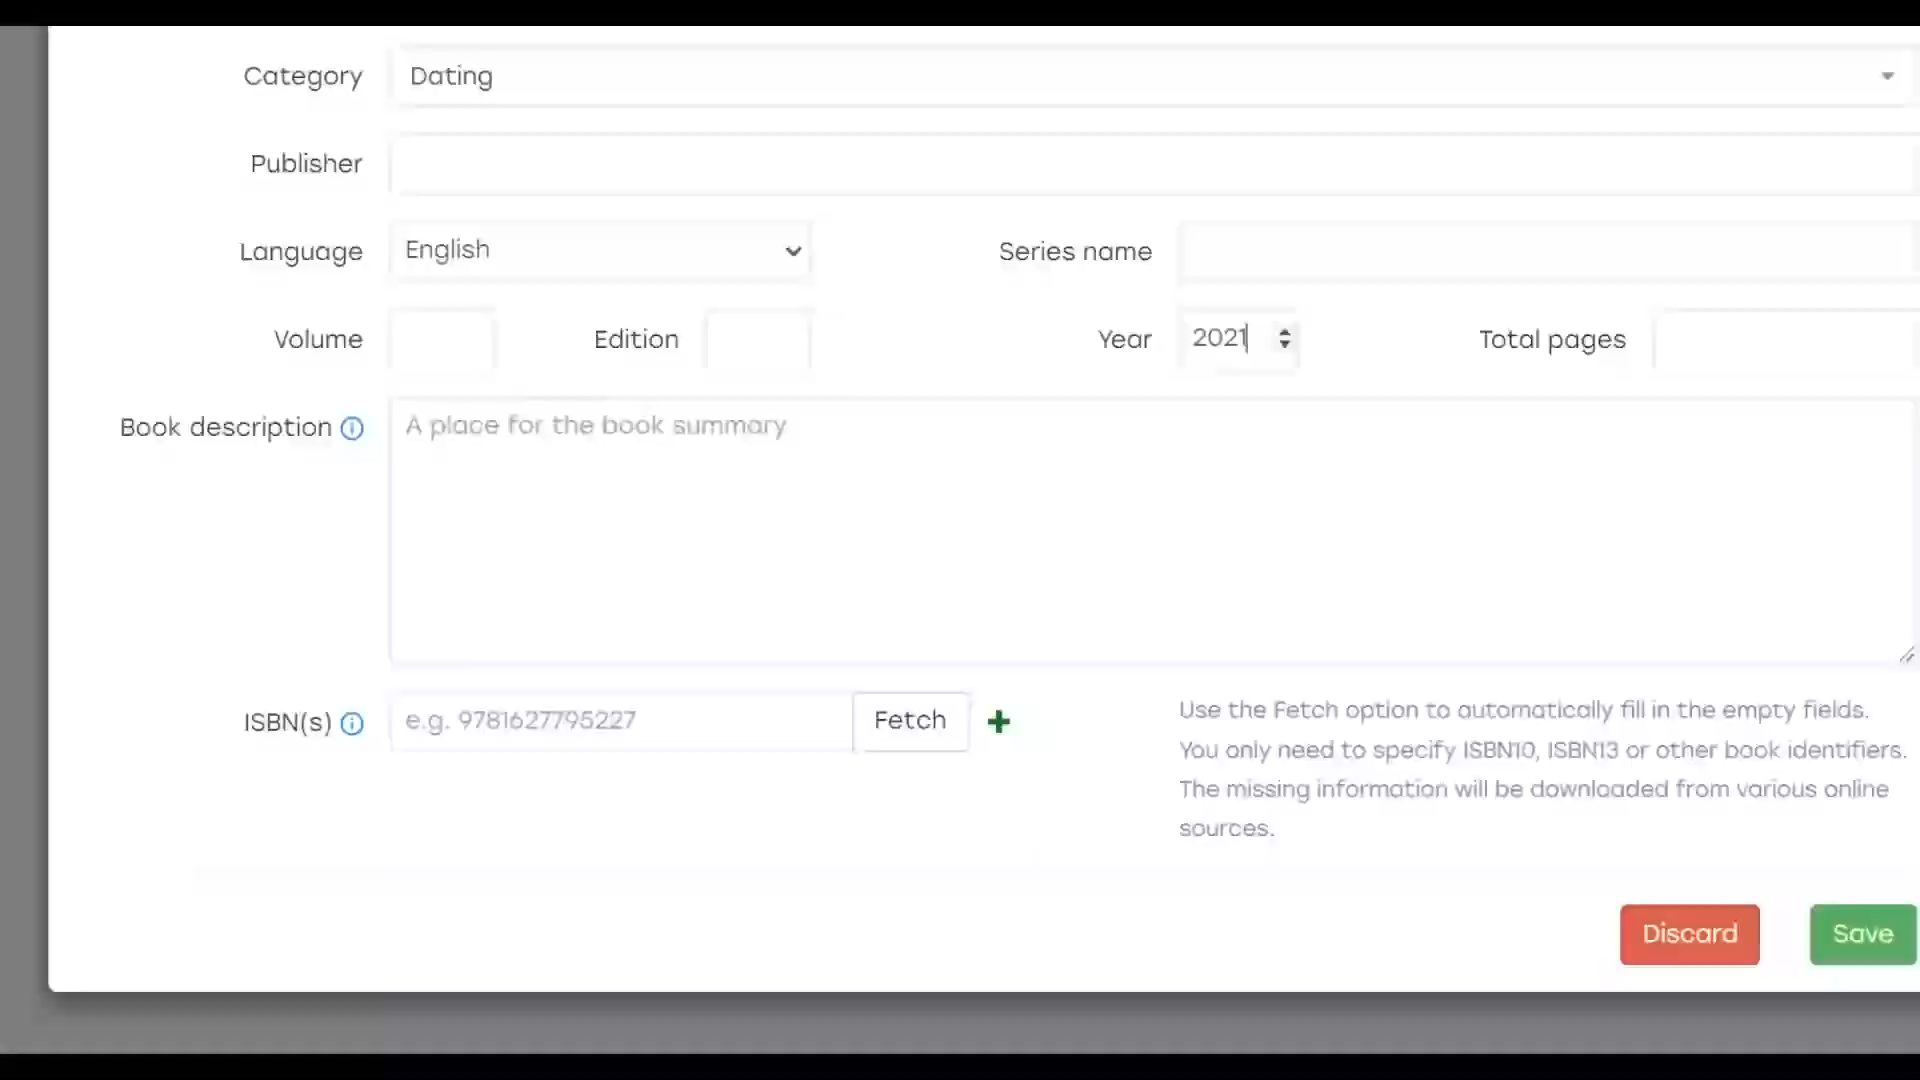 Category Dating
Publisher
Language English Series name
Volume Edition Year 2021 Total pages
Book description A place for the book summary
ISBN(s) e.g. 9781627795227 Fetch
Use the Fetch option to automatically fill in the empty fields.
You only need to specify ISBN10, ISBN13 or other book identifiers.
The missing information will be downloaded from various online
sources.
Discard Save